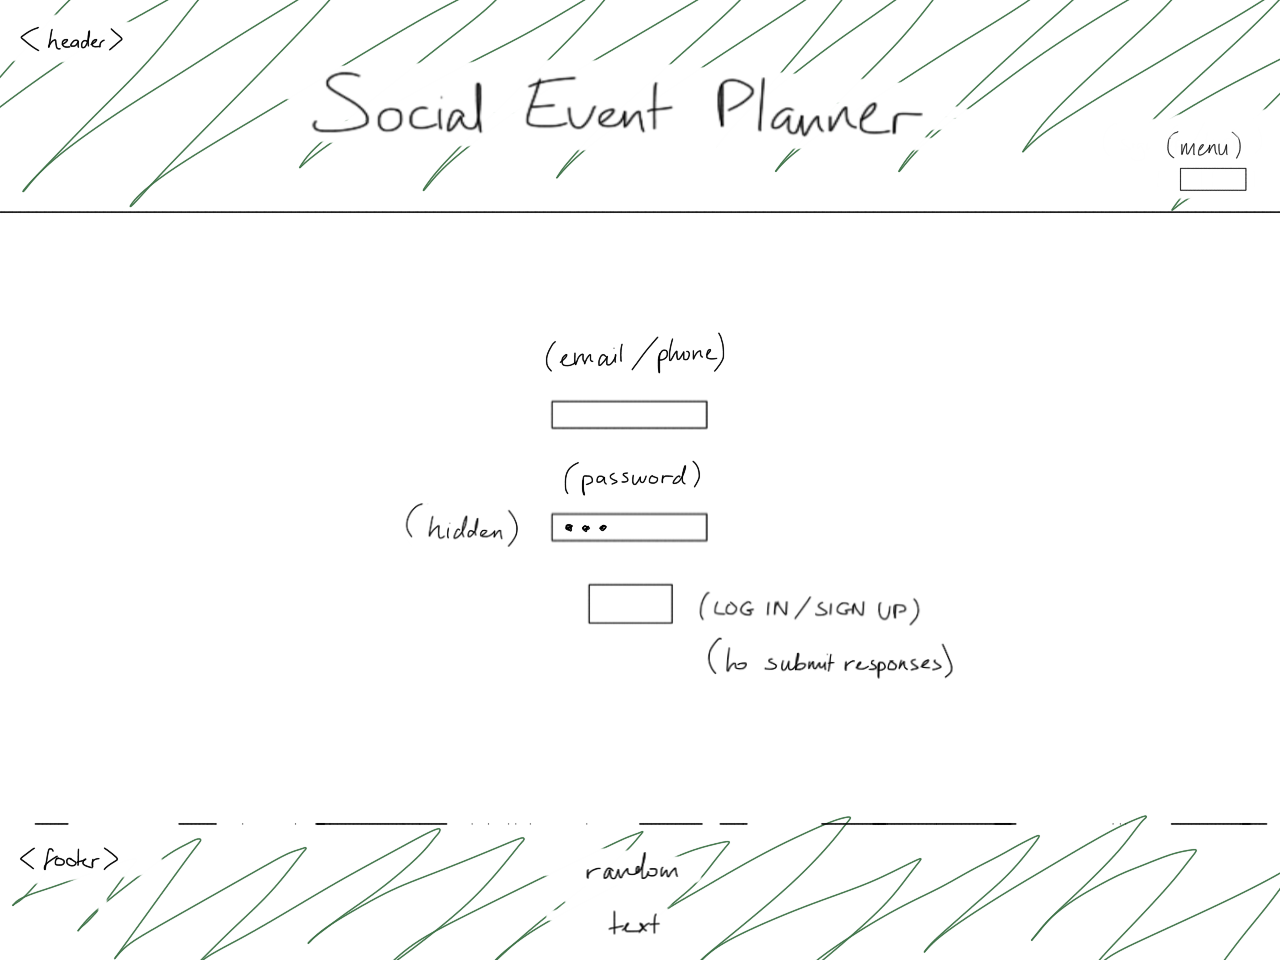 <header>
Social Event Planner
(menu)
(email/phone)
(password)
(hidden)
(LOG IN/SIGN UP)
(to submit responses)
<footer>
random
text